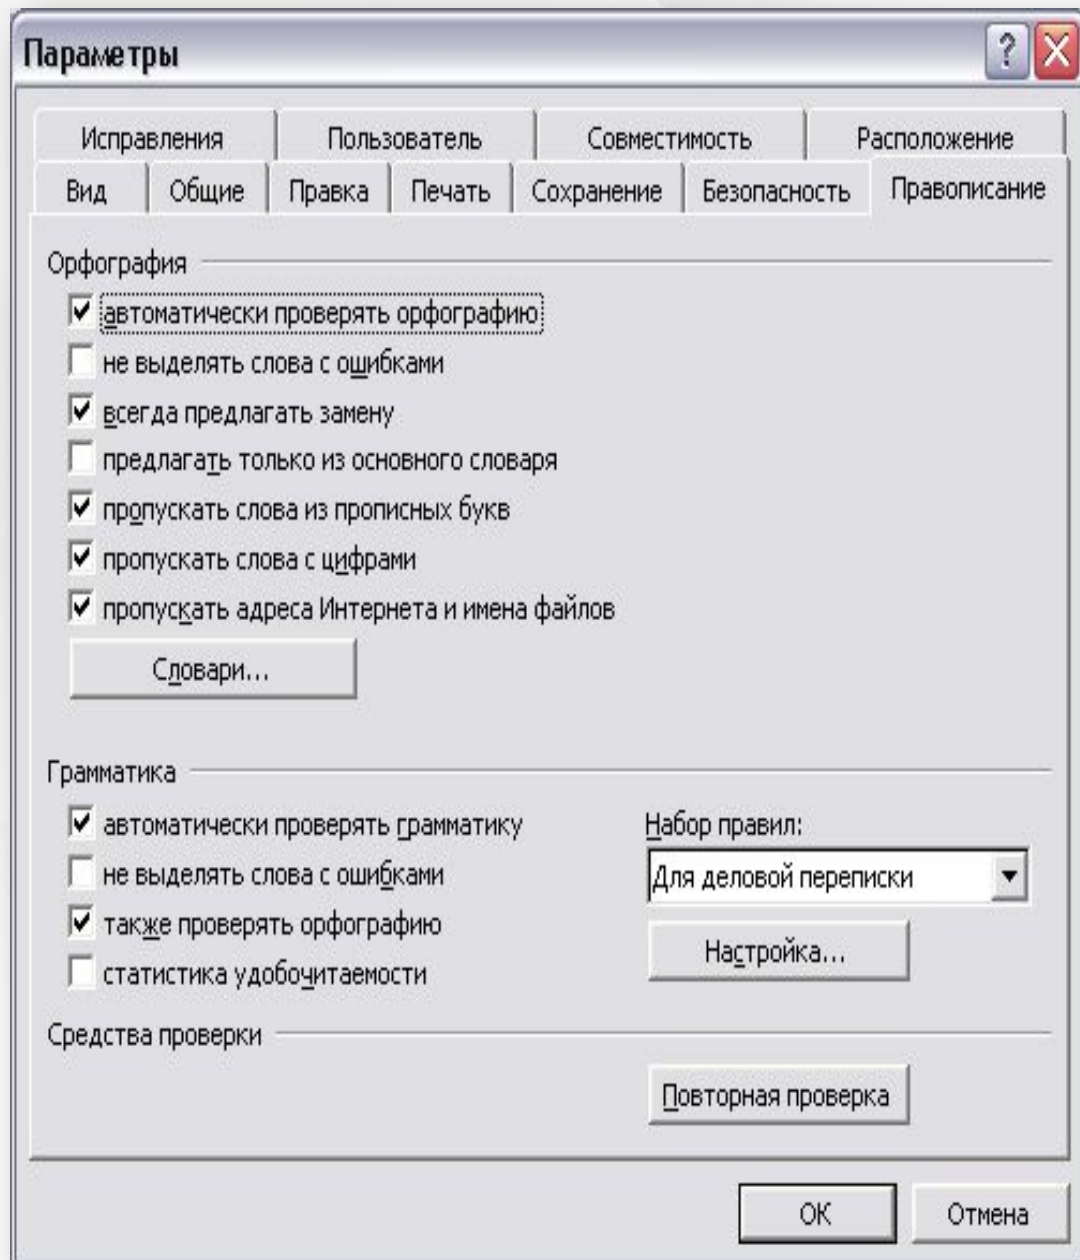 Параметры
Исправления Пользователь Совместимость Расположение
Вид Общие Правка Печать Сохранение Безопасность Правописание
Орфография
автоматически проверять орфографию
не выделять слова с ошибками
всегда предлагать замену
предлагать только из основного словаря
пропускать слова из прописных букв
пропускать слова с цифрами
пропускать адреса Интернета и имена файлов
Словари...
Грамматика
автоматически проверять грамматику Набор правил:
не выделять слова с ошибками Для деловой переписки
также проверять орфографию
Настройка...
статистика удобочитаемости
Средства проверки
Повторная проверка
ОК Отмена